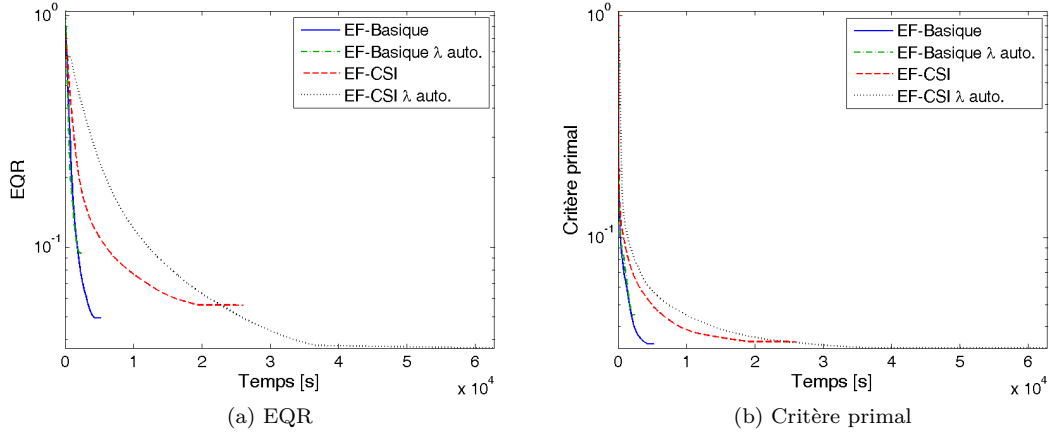 10^0
EF-Basique
EF-Basique λ auto.
EF-CSI
EF-CSI λ auto.
EQR
10^-1
0 1 2 3 4 5 6
Temps [s]
x 10^4
(a) EQR
10^0
EF-Basique
EF-Basique λ auto.
EF-CSI
EF-CSI λ auto.
Critère primal
10^-1
0 1 2 3 4 5 6
Temps [s]
x 10^4
(b) Critère primal